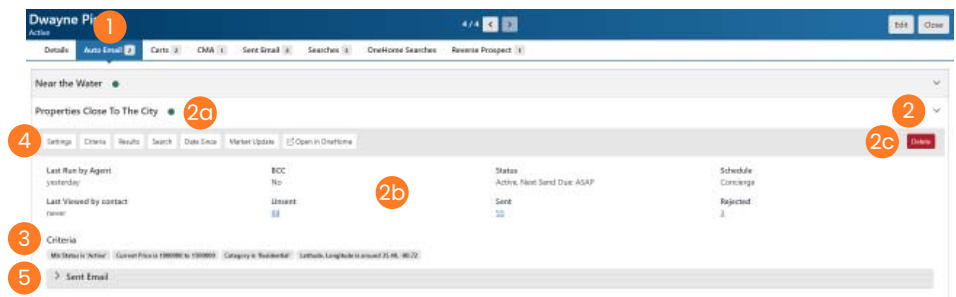 Dwayne Pi
1
4 / 4
Edit Close
Active
Details Auto Email 2 Carts 2 CMA 1 Sent Email Searches OneHome Searches Reverse Prospect 1
Near the Water
Properties Close To The City 2a 2
4 Settings Criteria Results Search Date Since Market Update Open in OneHome 2c Delete
Last Run by Agent BCC Status Schedule
yesterday No 2b Active, Next Send Due: ASAP Concierge
Last Viewed by contact Unsent Sent Rejected
never
3 Criteria
Mls Status is 'Active' Current Price is 1000000 to 1500000 Category is 'Residential' Latitude, Longitude is around
5 Sent Email